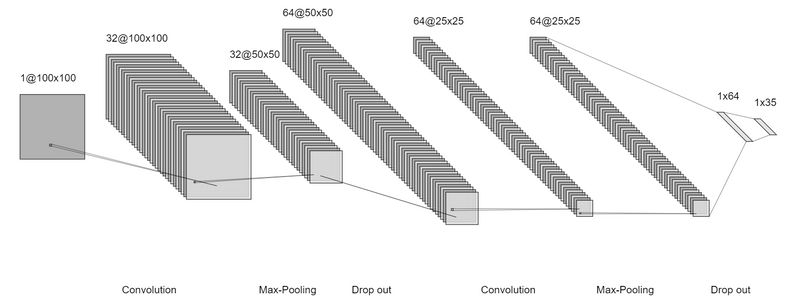 1@100x100
32@100x100
32@50x50
64@50x50
64@25x25
64@25x25
1x64
1x35
Convolution
Max-Pooling
Drop out
Convolution
Max-Pooling
Drop out